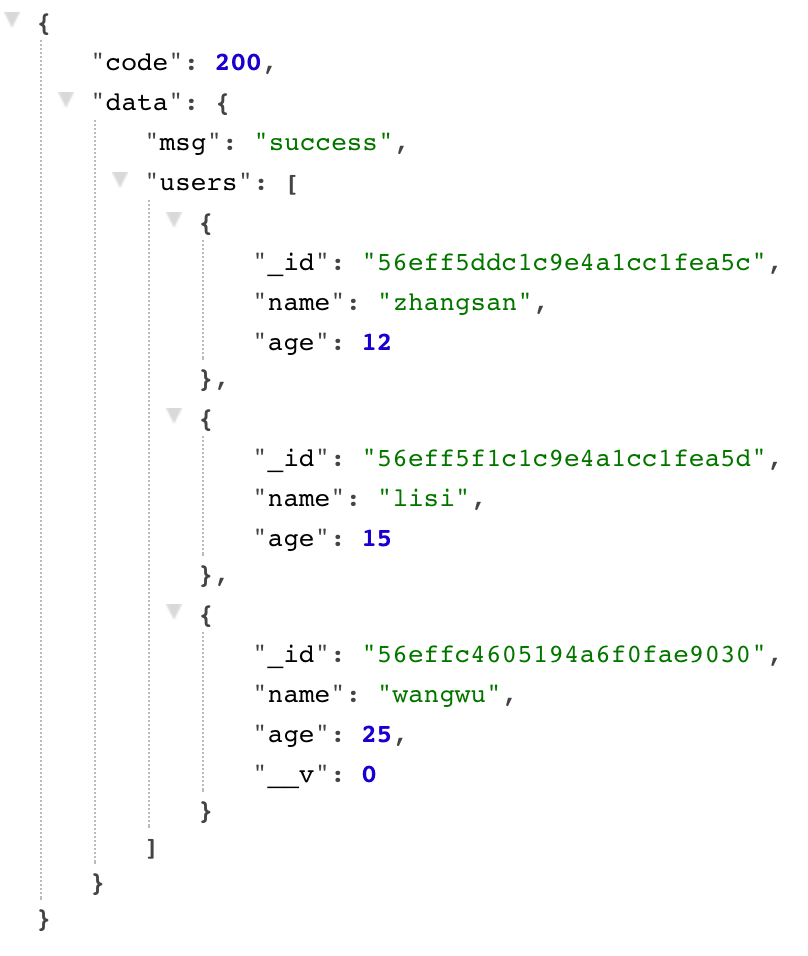 {
"code": 200,
"data": {
"msg": "success",
"users": [
{
"_id": "56eff5ddc1c9e4a1cc1fea5c",
"name": "zhangsan",
"age": 12
},
{
"_id": "56eff5f1c1c9e4a1cc1fea5d",
"name": "lisi",
"age": 15
},
{
"_id": "56effc4605194a6f0fae9030",
"name": "wangwu",
"age": 25,
"__v": 0
}
]
}
}